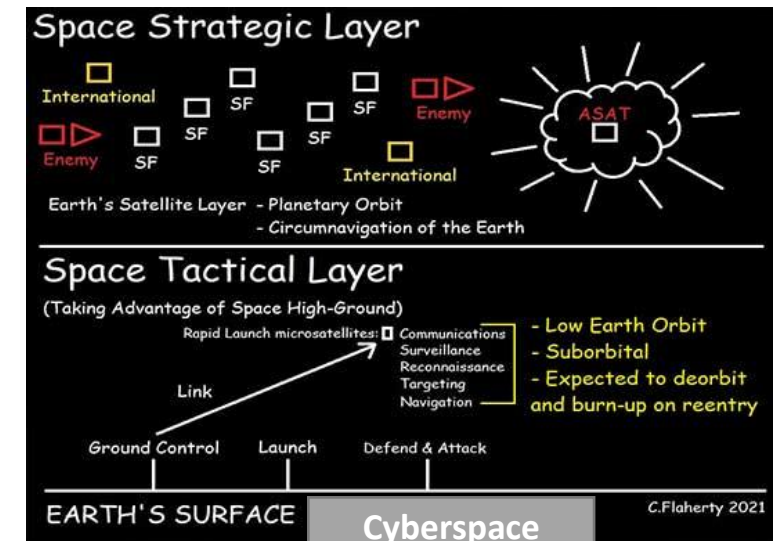 Space Strategic Layer
International
SF
SF
Enemy
ASAT
SF
SF
Enemy
SF
SF
International
Earth's Satellite Layer - Planetary Orbit
- Circumnavigation of the Earth
Space Tactical Layer
(Taking Advantage of Space High-Ground)
Rapid Launch microsatellites: Communications
Surveillance
Reconnaissance
Targeting
Navigation
- Low Earth Orbit
- Suborbital
- Expected to deorbit
and burn-up on reentry
Link
Ground Control Launch Defend & Attack
EARTH'S SURFACE
Cyberspace
C.Flaherty 2021